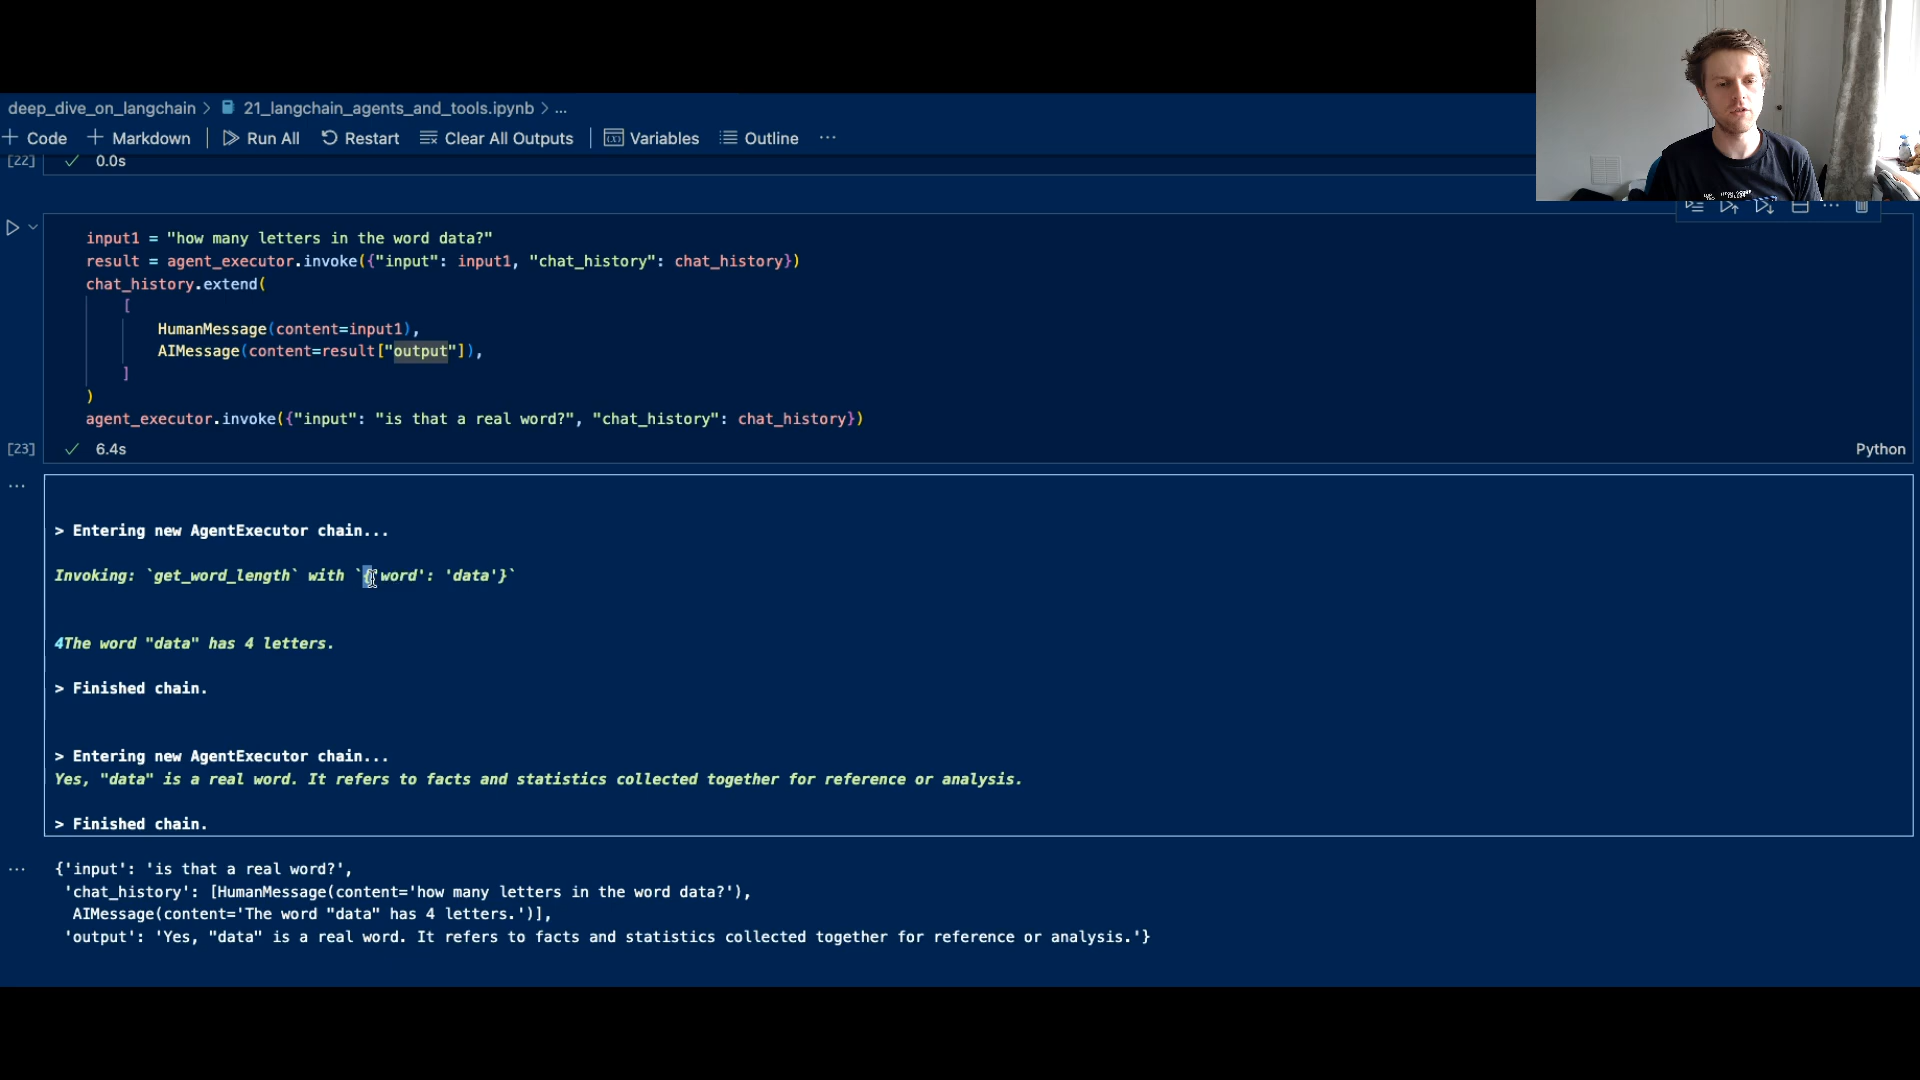 deep_dive_on_langchain > 21_langchain_agents_and_tools.ipynb > ...
+ Code + Markdown | Run All Restart Clear All Outputs | Variables Outline ...
[22] ✓ 0.0s
input1 = "how many letters in the word data?"
result = agent_executor.invoke({"input": input1, "chat_history": chat_history})
chat_history.extend(
[
HumanMessage(content=input1),
AIMessage(content=result["output"]),
]
)
agent_executor.invoke({"input": "is that a real word?", "chat_history": chat_history})
[23] ✓ 6.4s Python
> Entering new AgentExecutor chain...
Invoking: `get_word_length` with `{'word': 'data'}`
4The word "data" has 4 letters.
> Finished chain.
> Entering new AgentExecutor chain...
Yes, "data" is a real word. It refers to facts and statistics collected together for reference or analysis.
> Finished chain.
{'input': 'is that a real word?',
'chat_history': [HumanMessage(content='how many letters in the word data?'),
AIMessage(content='The word "data" has 4 letters.')],
'output': 'Yes, "data" is a real word. It refers to facts and statistics collected together for reference or analysis.'}